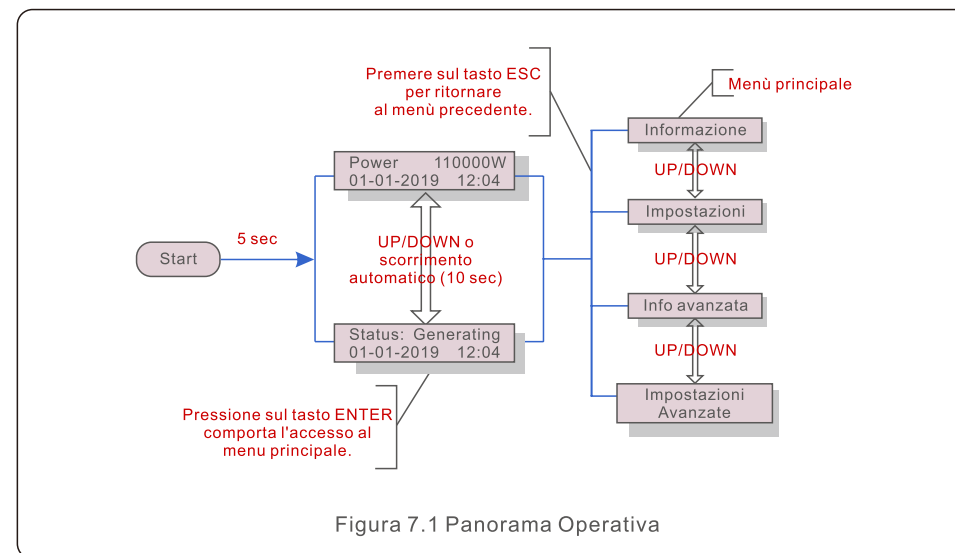 Premere sul tasto ESC
per ritornare
al menù precedente.
Menù principale
Informazione
UP/DOWN
Impostazioni
UP/DOWN
Info avanzata
UP/DOWN
Impostazioni
Avanzate
Power 110000W
01-01-2019 12:04
5 sec
Start
UP/DOWN o
scorrimento
automatico (10 sec)
Status: Generating
01-01-2019 12:04
Pressione sul tasto ENTER
comporta l'accesso al
menu principale.
Figura 7.1 Panorama Operativa